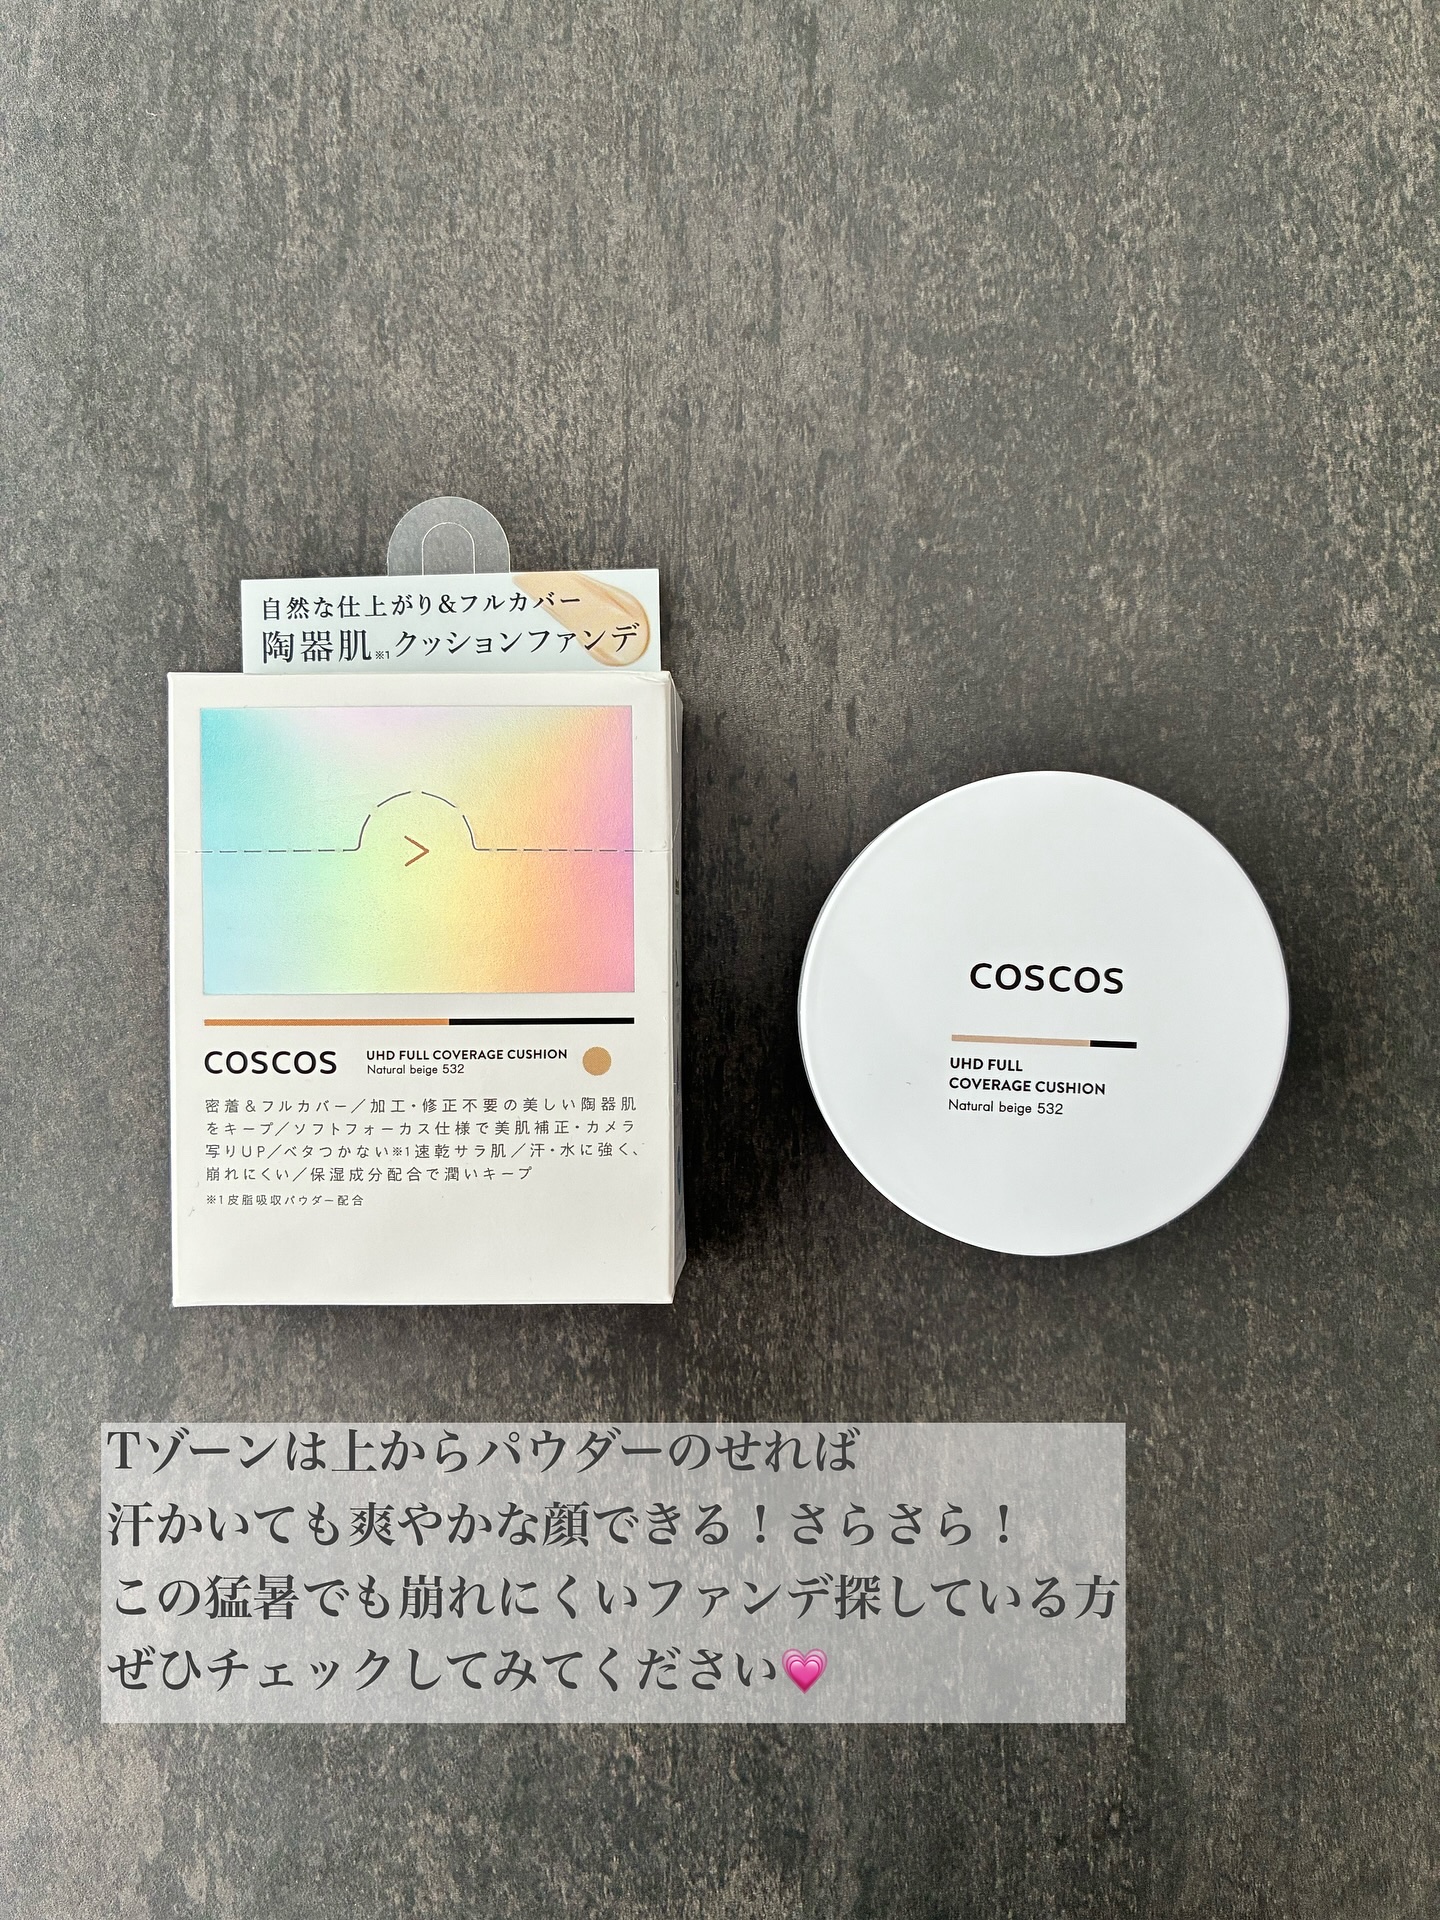 自然な仕上がり&フルカバー
陶器肌※1クッションファンデ
COSCOS
UHD FULL COVERAGE CUSHION
Natural beige 532
密着&フルカバー／加工・修正不要の美しい陶器肌
をキープ／ソフトフォーカス仕様で美肌補正・カメラ
写りUP／ベタつかない※1速乾サラ肌／汗・水に強く、
崩れにくい／保湿成分配合で潤いキープ
※1皮脂吸収パウダー配合
COSCOS
UHD FULL
COVERAGE CUSHION
Natural beige 532
Tゾーンは上からパウダーのせれば
汗かいても爽やかな顔できる！さらさら！
この猛暑でも崩れにくいファンデ探している方
ぜひチェックしてみてください💗